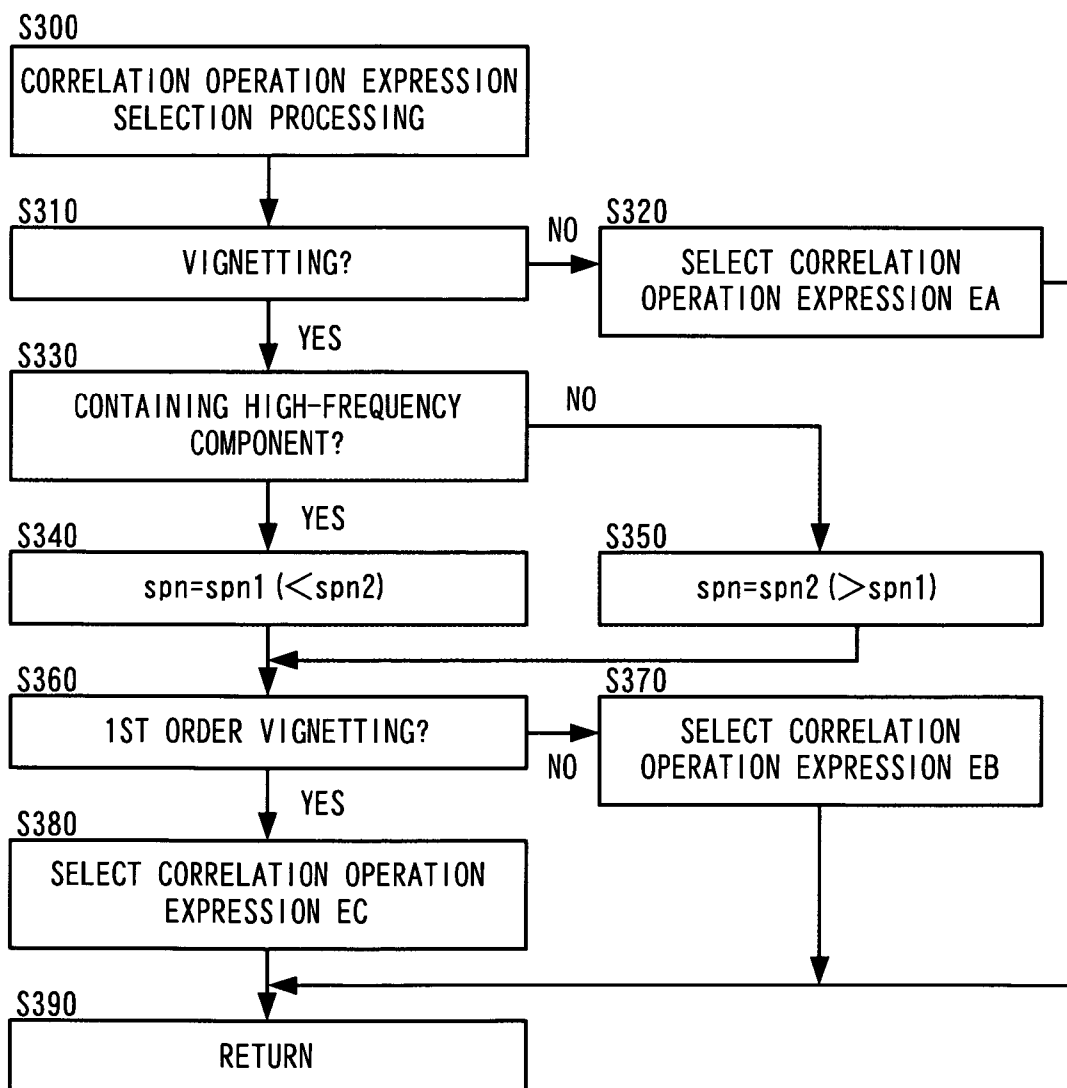 S300
CORRELATION OPERATION EXPRESSION
SELECTION PROCESSING
S310
VIGNETTING?
NO
S320
SELECT CORRELATION
OPERATION EXPRESSION EA
YES
S330
CONTAINING HIGH-FREQUENCY
COMPONENT?
NO
YES
S340
spn=spn1 (<spn2)
S350
spn=spn2 (>spn1)
S360
1ST ORDER VIGNETTING?
NO
S370
SELECT CORRELATION
OPERATION EXPRESSION EB
YES
S380
SELECT CORRELATION OPERATION
EXPRESSION EC
S390
RETURN